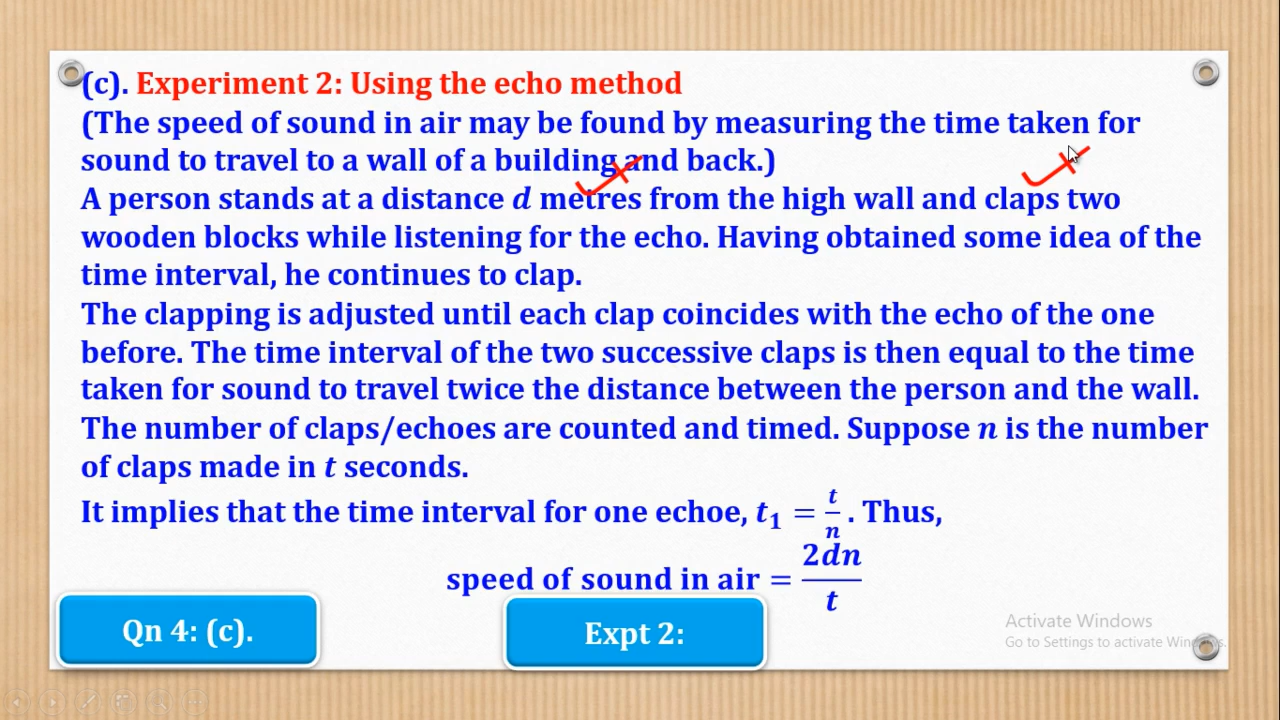 (c). Experiment 2: Using the echo method
(The speed of sound in air may be found by measuring the time taken for
sound to travel to a wall of a building and back.)
A person stands at a distance d metres from the high wall and claps two
wooden blocks while listening for the echo. Having obtained some idea of the
time interval, he continues to clap.
The clapping is adjusted until each clap coincides with the echo of the one
before. The time interval of the two successive claps is then equal to the time
taken for sound to travel twice the distance between the person and the wall.
The number of claps/echoes are counted and timed. Suppose n is the number
of claps made in t seconds.
It implies that the time interval for one echoe, t₁ = t/n . Thus,
speed of sound in air = 2dn/t
Qn 4: (c).
Expt 2:
Activate Windows
Go to Settings to activate Windows.